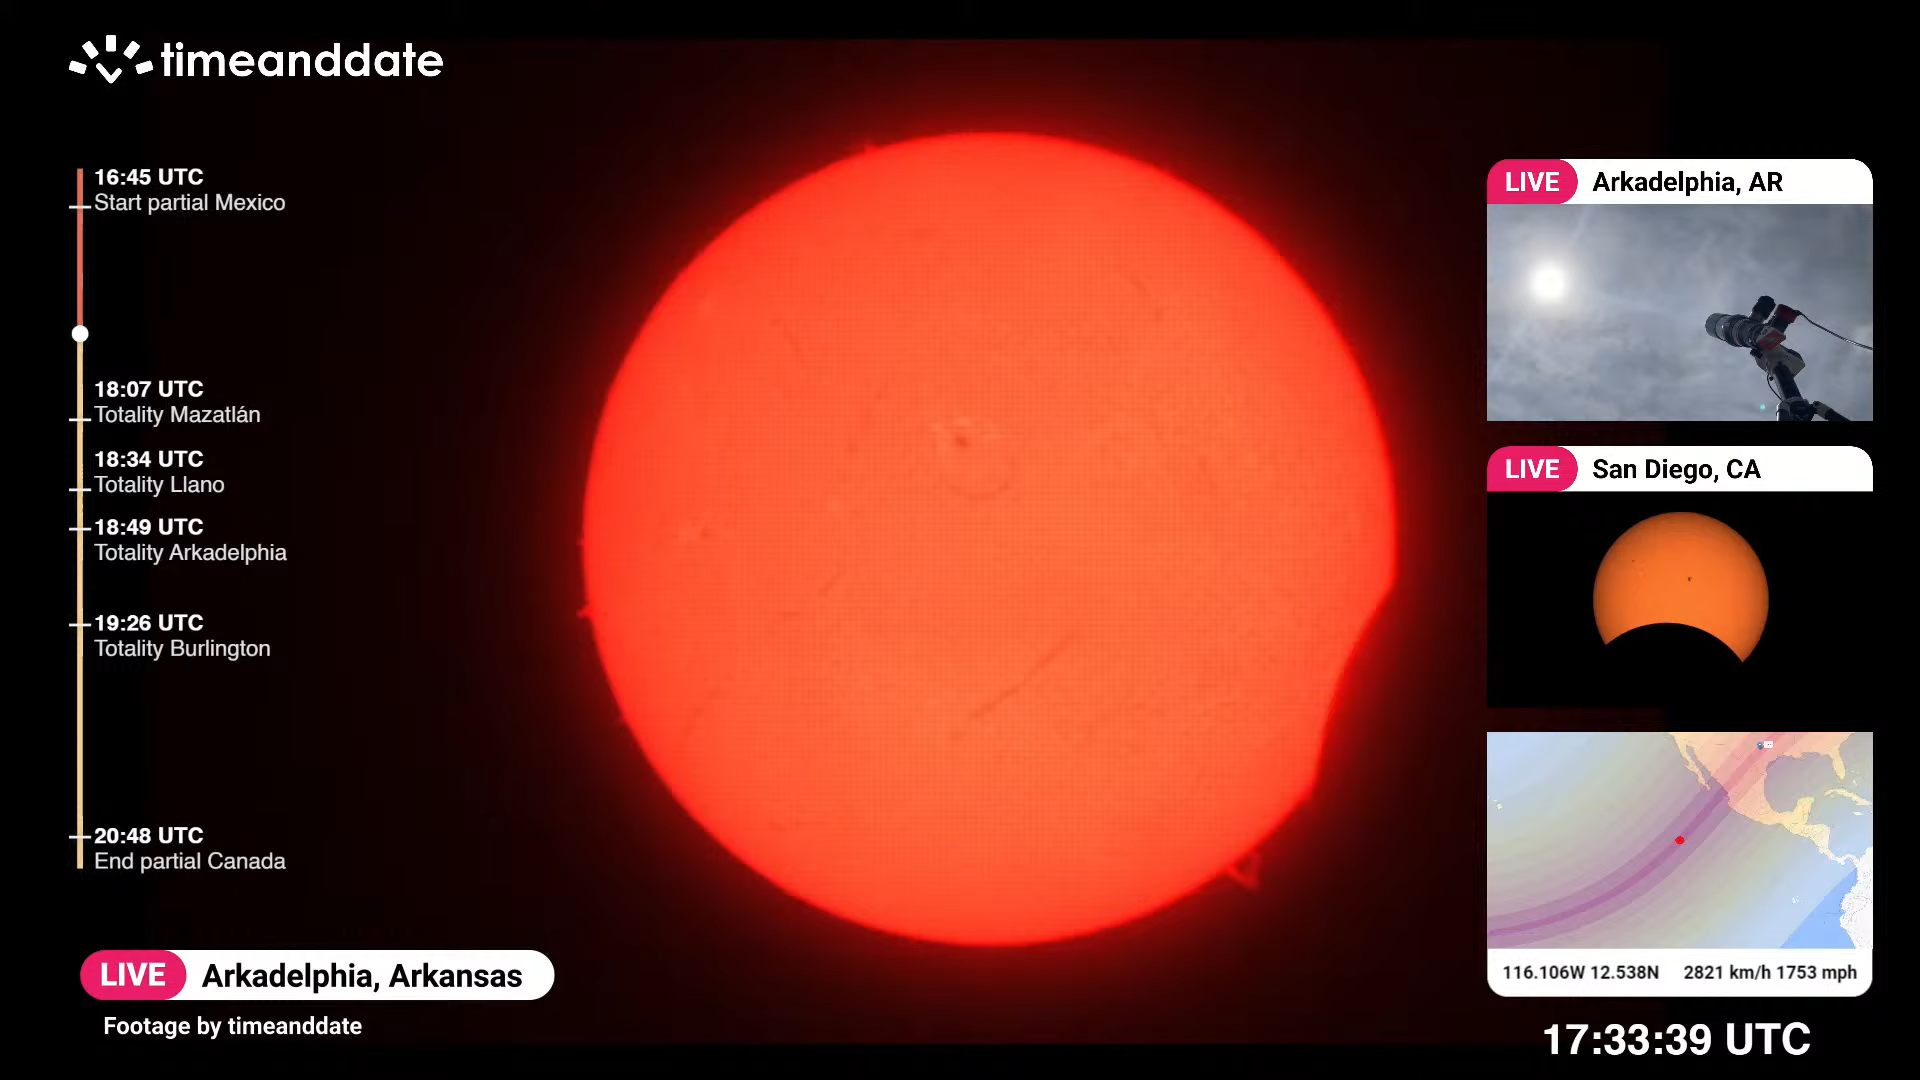 timeanddate
16:45 UTC
Start partial Mexico
18:07 UTC
Totality Mazatlán
18:34 UTC
Totality Llano
18:49 UTC
Totality Arkadelphia
19:26 UTC
Totality Burlington
20:48 UTC
End partial Canada
LIVE Arkadelphia, Arkansas
Footage by timeanddate
LIVE Arkadelphia, AR
LIVE San Diego, CA
116.106W 12.538N 2821 km/h 1753 mph
17:33:39 UTC